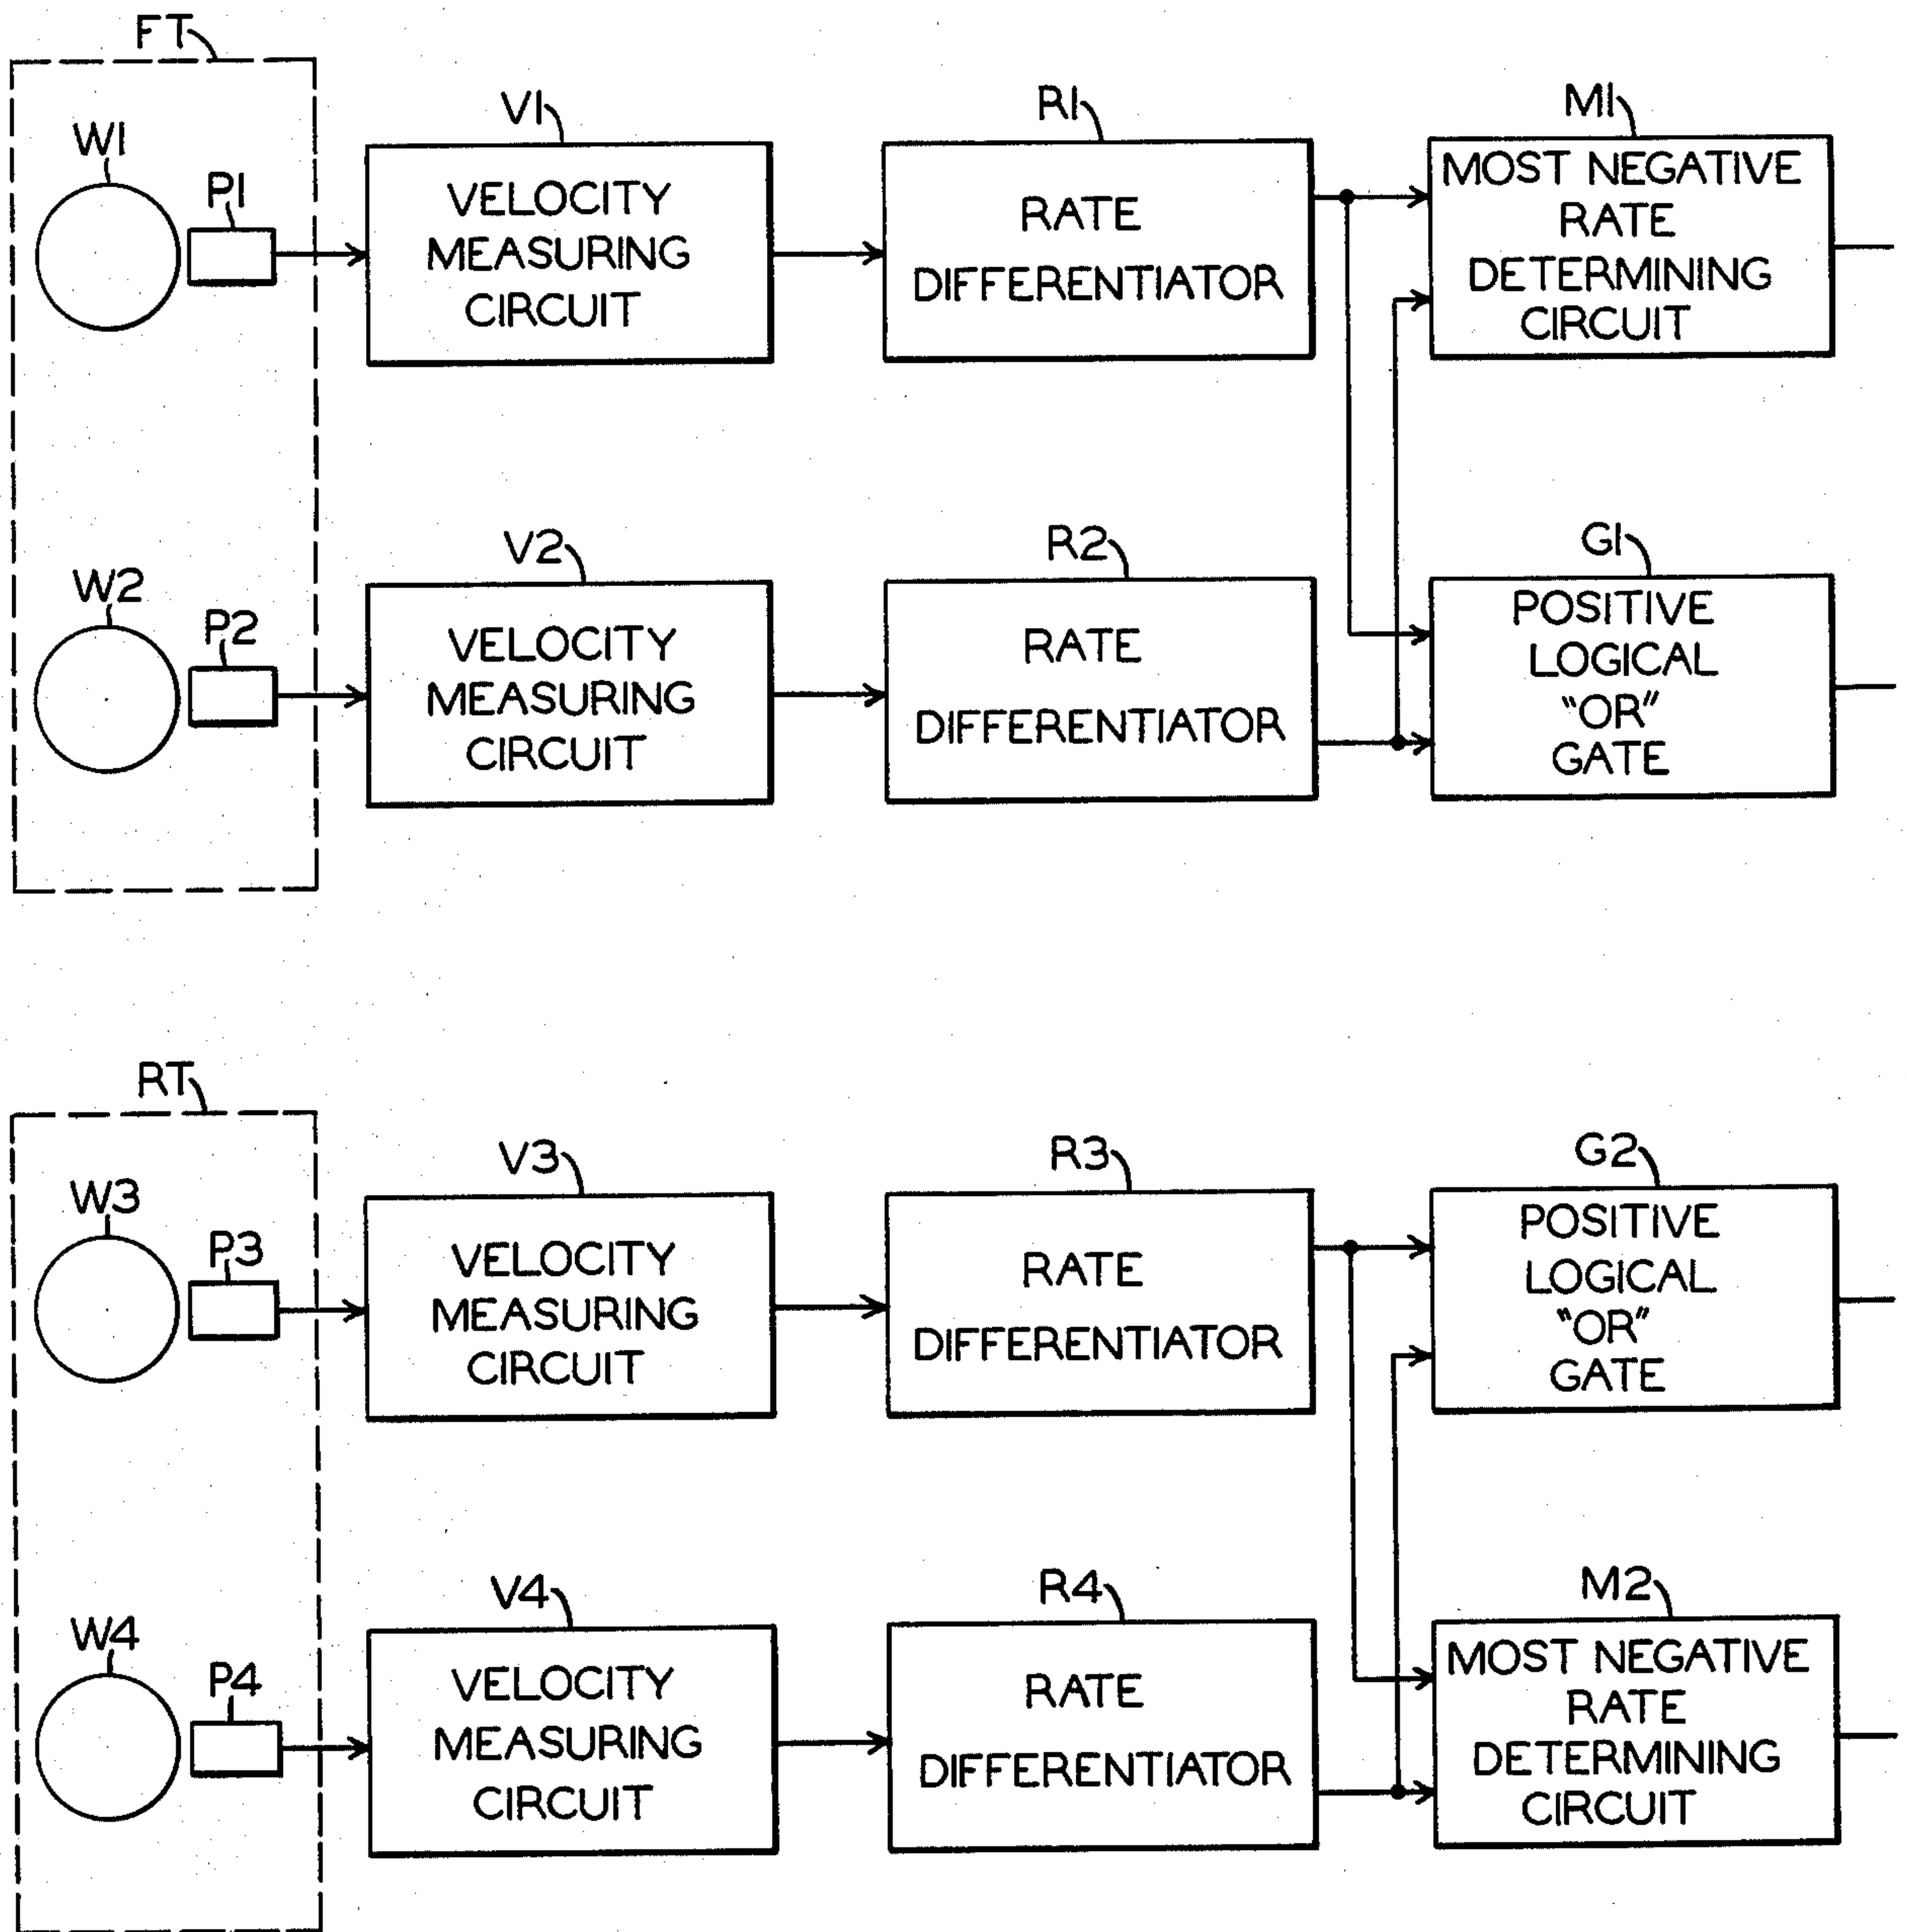 FT
W1
P1
V1
VELOCITY
MEASURING
CIRCUIT
R1
RATE
DIFFERENTIATOR
M1
MOST NEGATIVE
RATE
DETERMINING
CIRCUIT
W2
P2
V2
VELOCITY
MEASURING
CIRCUIT
R2
RATE
DIFFERENTIATOR
G1
POSITIVE
LOGICAL
"OR"
GATE
RT
W3
P3
V3
VELOCITY
MEASURING
CIRCUIT
R3
RATE
DIFFERENTIATOR
G2
POSITIVE
LOGICAL
"OR"
GATE
W4
P4
V4
VELOCITY
MEASURING
CIRCUIT
R4
RATE
DIFFERENTIATOR
M2
MOST NEGATIVE
RATE
DETERMINING
CIRCUIT